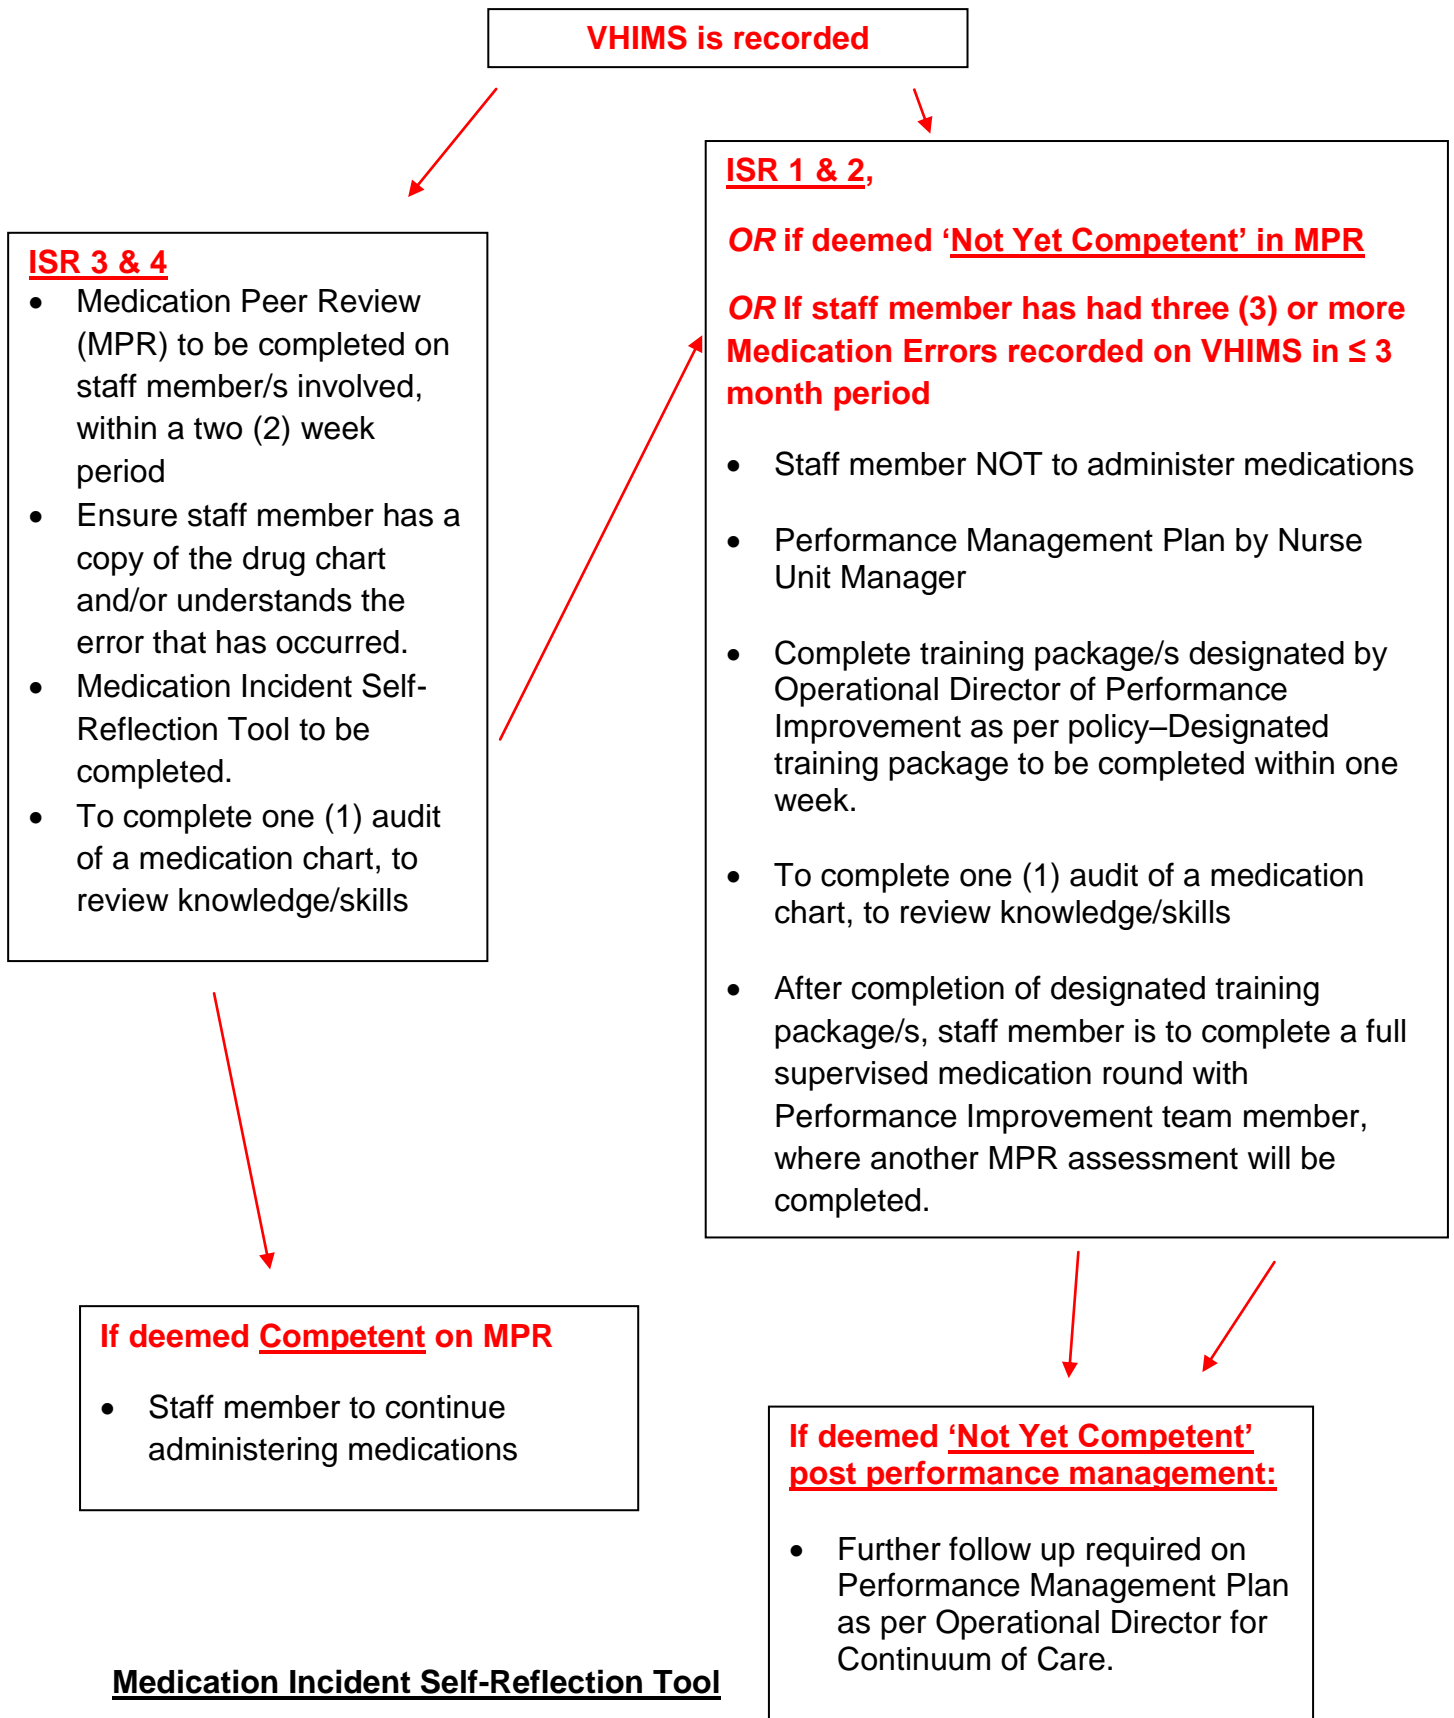 VHIMS is recorded
ISR 3 & 4
• Medication Peer Review
(MPR) to be completed on
staff member/s involved,
within a two (2) week
period
• Ensure staff member has a
copy of the drug chart
and/or understands the
error that has occurred.
• Medication Incident Self-
Reflection Tool to be
completed.
• To complete one (1) audit
of a medication chart, to
review knowledge/skills
ISR 1 & 2,
OR if deemed ‘Not Yet Competent’ in MPR
OR If staff member has had three (3) or more
Medication Errors recorded on VHIMS in ≤ 3
month period
• Staff member NOT to administer medications
• Performance Management Plan by Nurse
Unit Manager
• Complete training package/s designated by
Operational Director of Performance
Improvement as per policy–Designated
training package to be completed within one
week.
• To complete one (1) audit of a medication
chart, to review knowledge/skills
• After completion of designated training
package/s, staff member is to complete a full
supervised medication round with
Performance Improvement team member,
where another MPR assessment will be
completed.
If deemed Competent on MPR
• Staff member to continue
administering medications
If deemed ‘Not Yet Competent’
post performance management:
• Further follow up required on
Performance Management Plan
as per Operational Director for
Continuum of Care.
Medication Incident Self-Reflection Tool